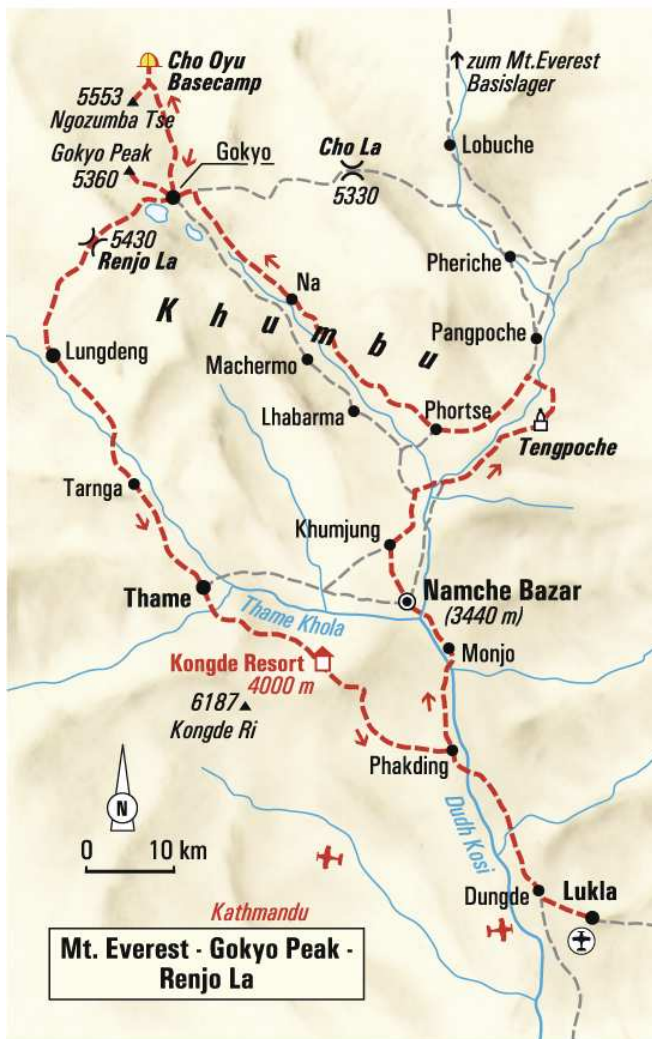 Cho Oyu
Basecamp
zum Mt.Everest
Basislager
5553
Ngozumba Tse
Gokyo Peak
5360
Gokyo
Cho La
5330
Lobuche
5430
Renjo La
Pheriche
Na
Khumbu
Pangpoche
Lungdeng
Machermo
Lhabarma
Phortse
Tengpoche
Tarnga
Khumjung
Thame
Namche Bazar
(3440 m)
Thame Khola
Monjo
Kongde Resort
4000 m
6187
Kongde Ri
Phakding
N
0 10 km
Dudh Kosi
Dungde
Lukla
Kathmandu
Mt. Everest - Gokyo Peak -
Renjo La